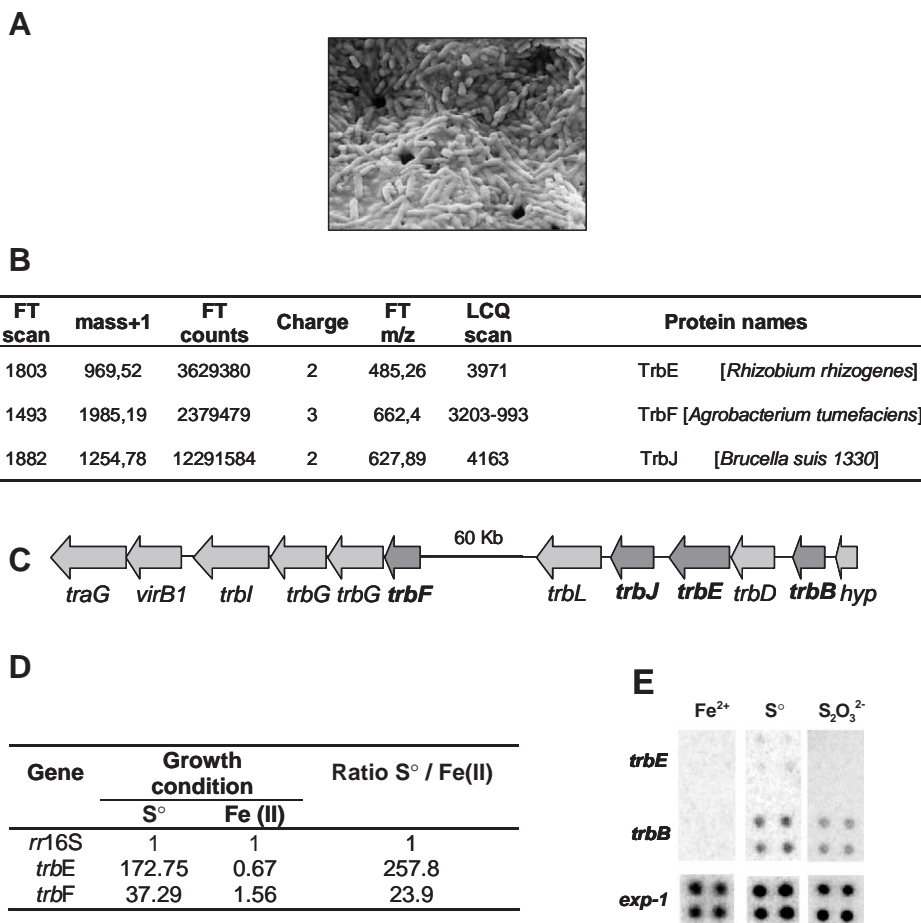 A
B
FT scan mass+1 FT counts Charge FT m/z LCQ scan Protein names
1803 969,52 3629380 2 485,26 3971 TrbE [Rhizobium rhizogenes]
1493 1985,19 2379479 3 662,4 3203-993 TrbF [Agrobacterium tumefaciens]
1882 1254,78 12291584 2 627,89 4163 TrbJ [Brucella suis 1330]
C
60 Kb
traG virB1 trbI trbG trbG trbF trbL trbJ trbE trbD trbB hyp
D
Gene Growth condition Ratio S° / Fe(II)
S° Fe (II)
rr16S 1 1 1
trbE 172.75 0.67 257.8
trbF 37.29 1.56 23.9
E
Fe²⁺ S° S₂O₃²⁻
trbE
trbB
exp-1